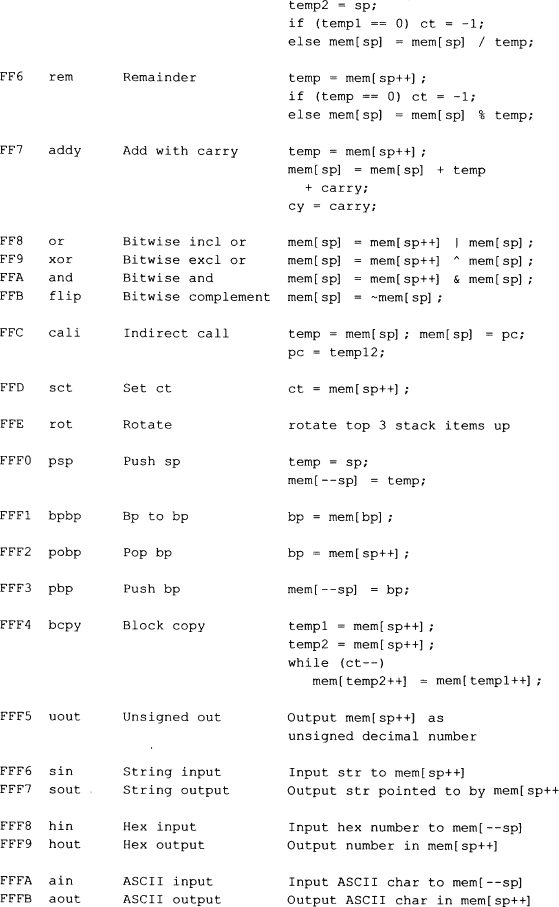 temp2 = sp;
if (temp1 == 0) ct = -1;
else mem[sp] = mem[sp] / temp;
FF6 rem Remainder temp = mem[sp++];
if (temp == 0) ct = -1;
else mem[sp] = mem[sp] % temp;
FF7 addy Add with carry temp = mem[sp++];
mem[sp] = mem[sp] + temp
+ carry;
cy = carry;
FF8 or Bitwise incl or mem[sp] = mem[sp++] | mem[sp];
FF9 xor Bitwise excl or mem[sp] = mem[sp++] ^ mem[sp];
FFA and Bitwise and mem[sp] = mem[sp++] & mem[sp];
FFB flip Bitwise complement mem[sp] = ~mem[sp];
FFC cali Indirect call temp = mem[sp]; mem[sp] = pc;
pc = temp12;
FFD sct Set ct ct = mem[sp++];
FFE rot Rotate rotate top 3 stack items up
FFF0 psp Push sp temp = sp;
mem[--sp] = temp;
FFF1 bpbp Bp to bp bp = mem[bp];
FFF2 pobp Pop bp bp = mem[sp++];
FFF3 pbp Push bp mem[--sp] = bp;
FFF4 bcpy Block copy temp1 = mem[sp++];
temp2 = mem[sp++];
while (ct--)
mem[temp2++] = mem[temp1++];
FFF5 uout Unsigned out Output mem[sp++] as
unsigned decimal number
FFF6 sin String input Input str to mem[sp++]
FFF7 sout String output Output str pointed to by mem[sp++
FFF8 hin Hex input Input hex number to mem[--sp]
FFF9 hout Hex output Output number in mem[sp++]
FFFA ain ASCII input Input ASCII char to mem[--sp]
FFFB aout ASCII output Output ASCII char in mem[sp++]